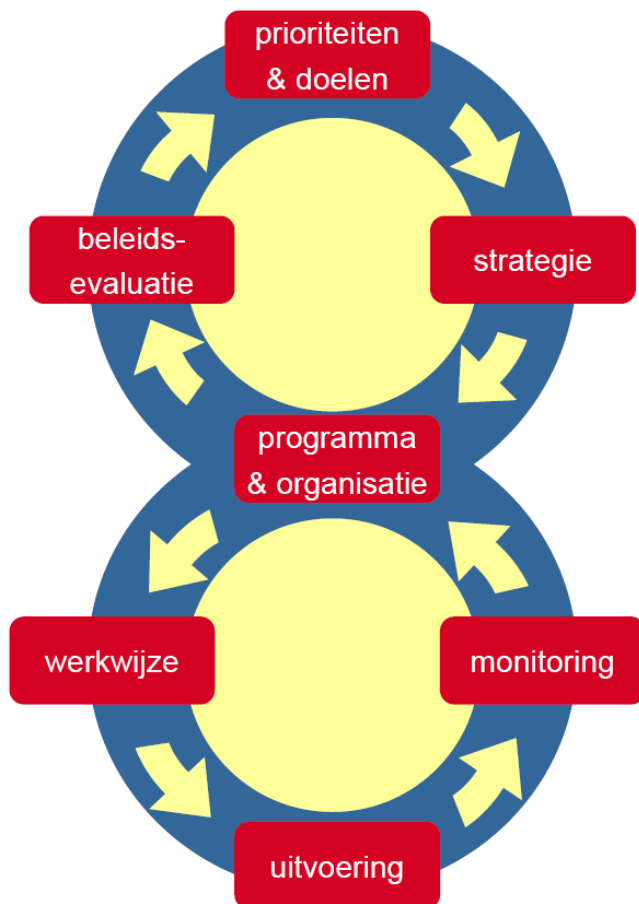 prioriteiten
& doelen
beleids-
evaluatie
strategie
programma
& organisatie
werkwijze
monitoring
uitvoering